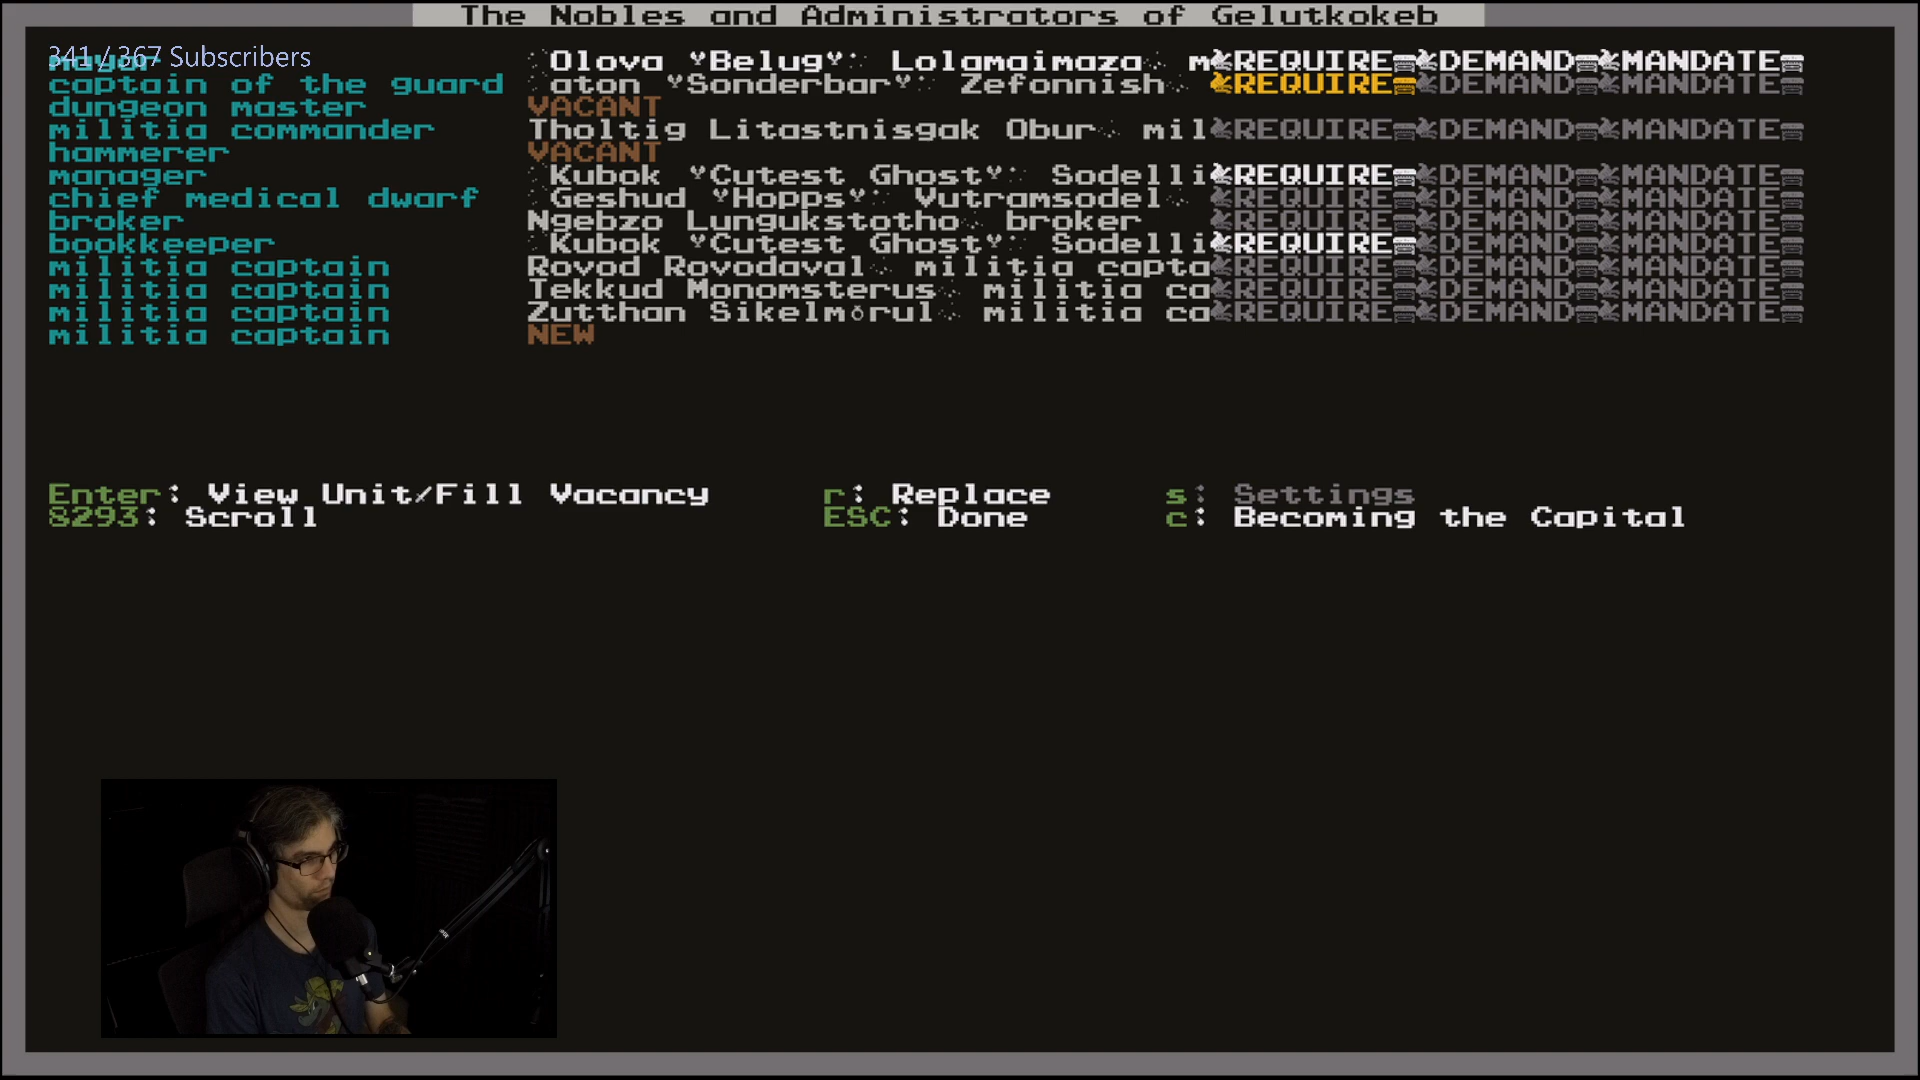 The Nobles and Administrators of Gelutkokeb
341 / 367 Subscribers
mayor Olova "Belug" Lolamaimaza m REQUIRE DEMAND MANDATE
captain of the guard aton "Sonderbar" Zefonnish REQUIRE DEMAND MANDATE
dungeon master VACANT
militia commander Tholtig Litastnisgak Obur mil REQUIRE DEMAND MANDATE
hammerer VACANT
manager Kubok "Cutest Ghost" Sodelli REQUIRE DEMAND MANDATE
chief medical dwarf Geshud "Hopps" Vutramsodel REQUIRE DEMAND MANDATE
broker Ngebzo Lungukstotho broker REQUIRE DEMAND MANDATE
bookkeeper Kubok "Cutest Ghost" Sodelli REQUIRE DEMAND MANDATE
militia captain Rovod Rovodaval militia capta REQUIRE DEMAND MANDATE
militia captain Tekkud Monomsterus militia ca REQUIRE DEMAND MANDATE
militia captain Zutthan Sikelm rul militia ca REQUIRE DEMAND MANDATE
militia captain NEW
Enter: View Unit/Fill Vacancy r: Replace s: Settings
8293: Scroll ESC: Done c: Becoming the Capital